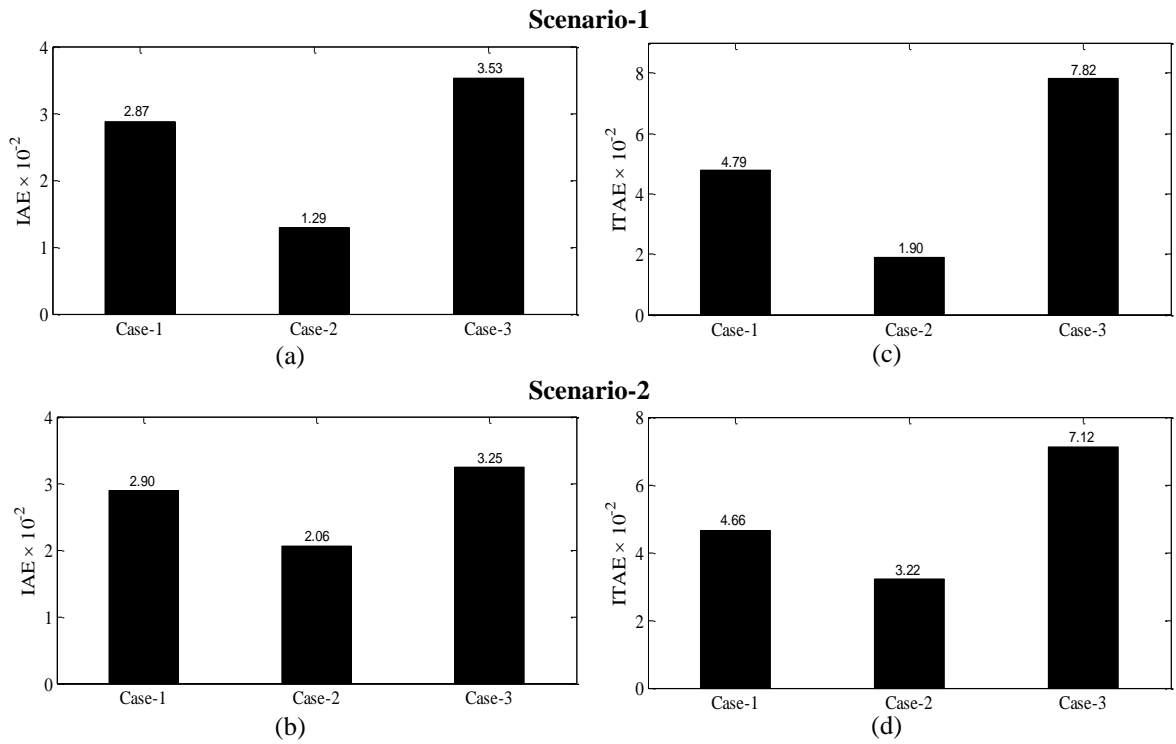 Scenario-1
IAE × 10-2
4
3
2
1
0
2.87
1.29
3.53
Case-1 Case-2 Case-3
(a)
ITAE × 10-2
8
6
4
2
0
4.79
1.90
7.82
Case-1 Case-2 Case-3
(c)
Scenario-2
IAE × 10-2
4
3
2
1
0
2.90
2.06
3.25
Case-1 Case-2 Case-3
(b)
ITAE × 10-2
8
6
4
2
0
4.66
3.22
7.12
Case-1 Case-2 Case-3
(d)